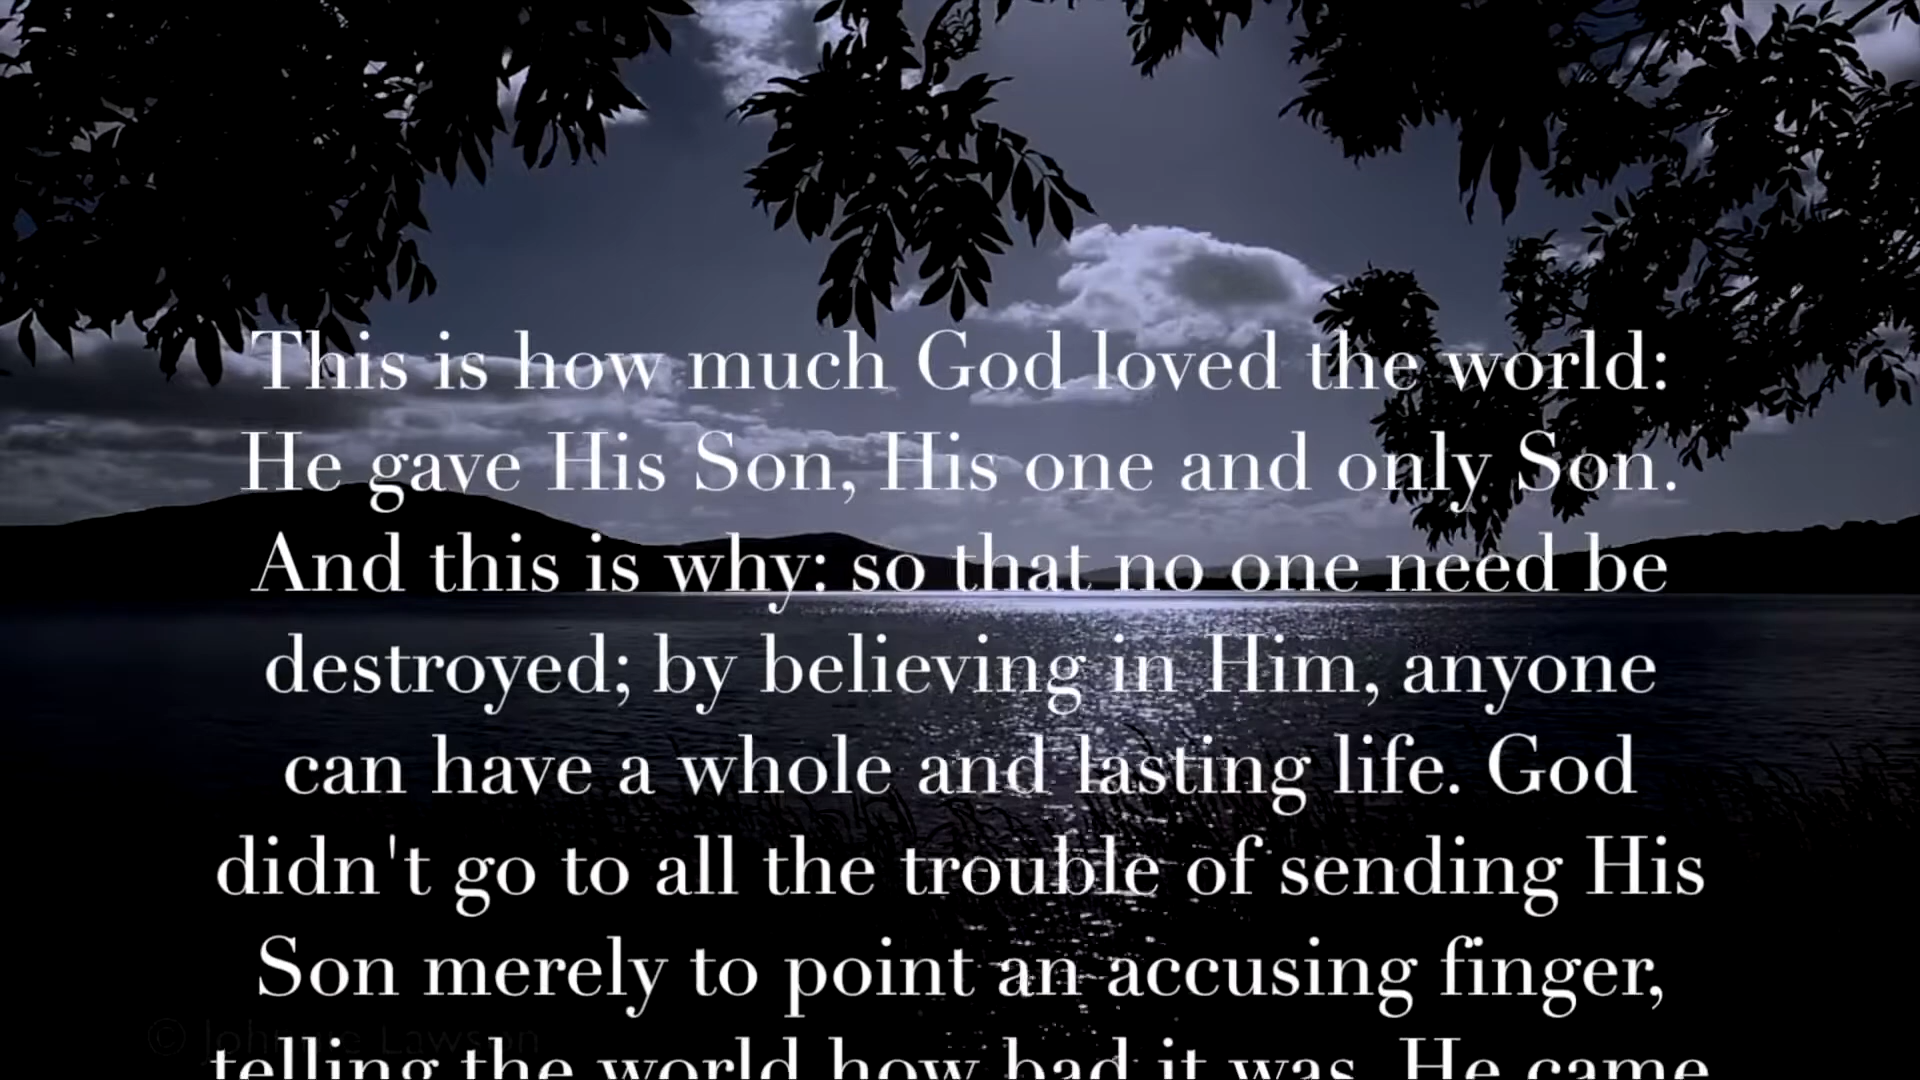 This is how much God loved the world:
He gave His Son, His one and only Son.
And this is why: so that no one need be
destroyed; by believing in Him, anyone
can have a whole and lasting life. God
didn't go to all the trouble of sending His
Son merely to point an accusing finger,
telling the world how bad it was. He came
© Johnnie Lawson